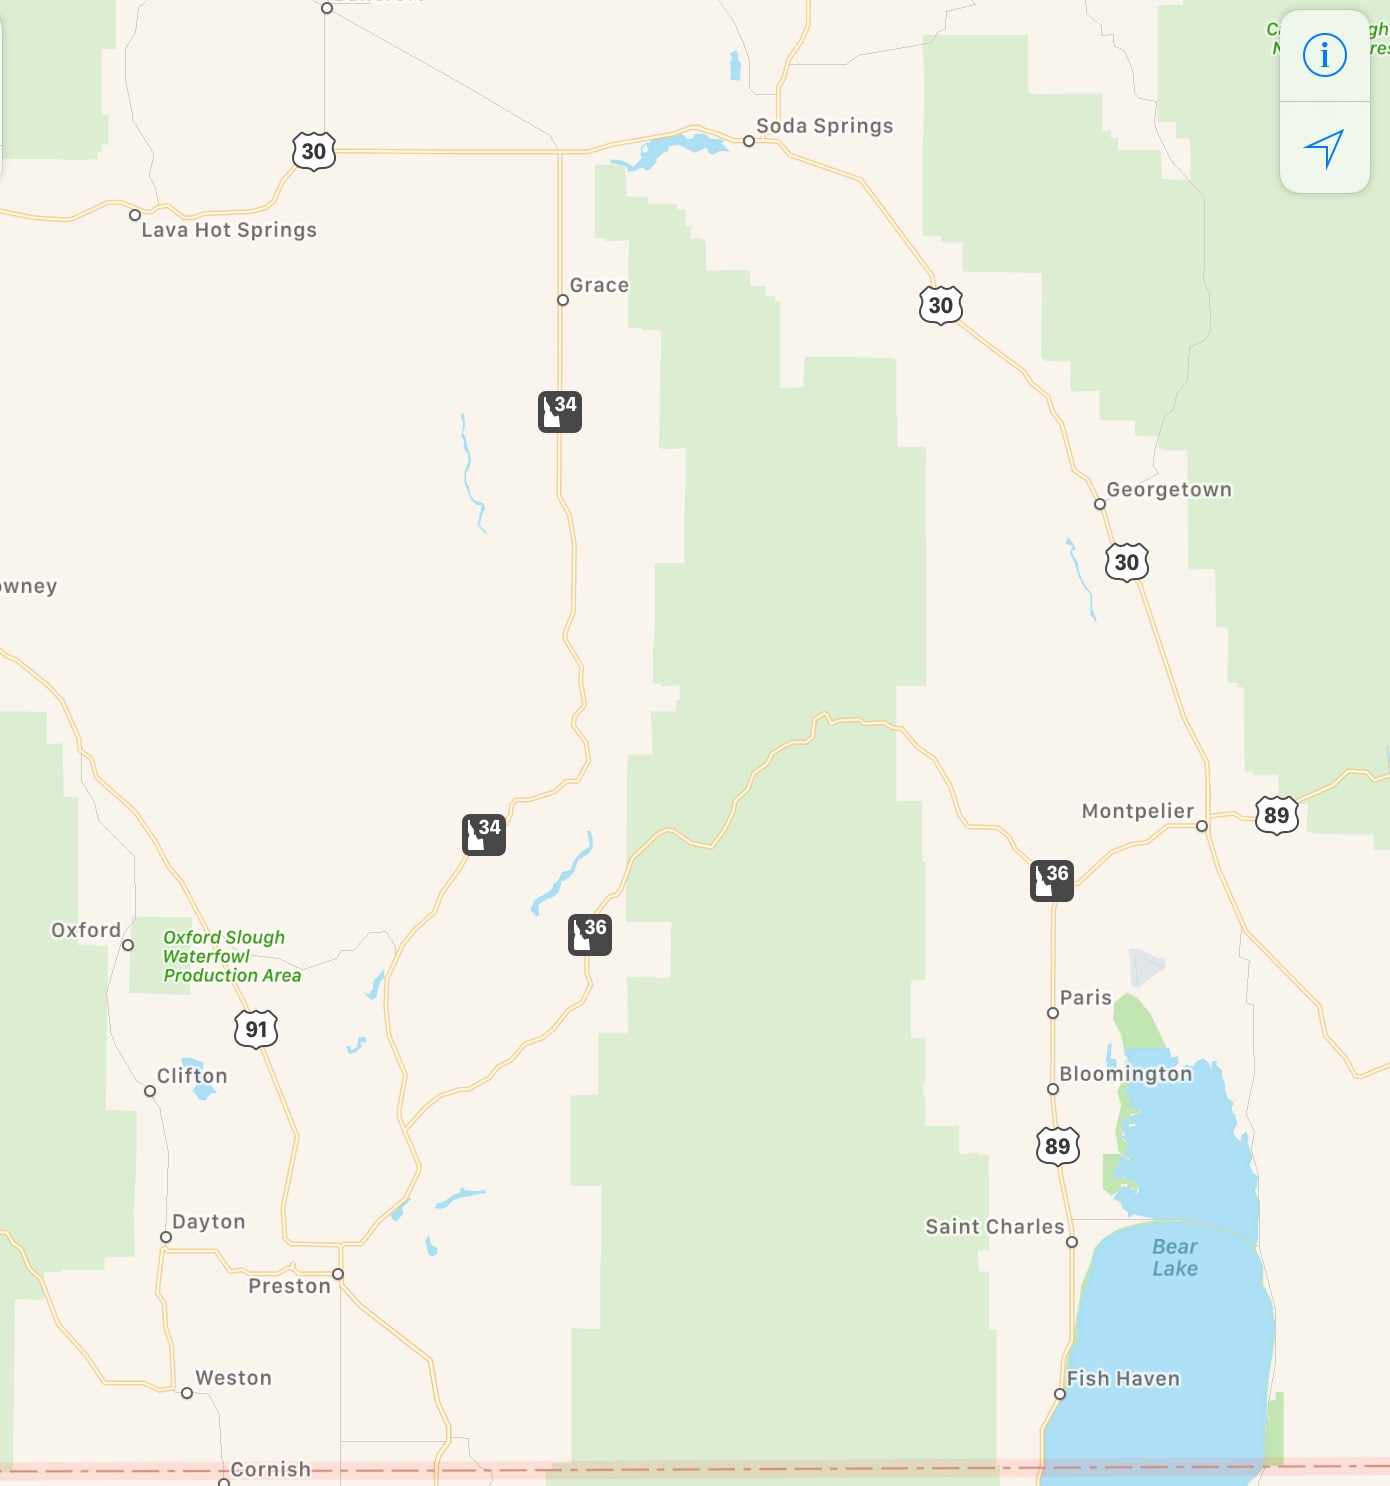 Soda Springs
30
Lava Hot Springs
Grace
30
34
Georgetown
30
owney
Montpelier
89
34
36
36
Oxford
Oxford Slough
Waterfowl
Production Area
Paris
91
Clifton
Bloomington
89
Dayton
Saint Charles
Bear
Lake
Preston
Weston
Fish Haven
Cornish